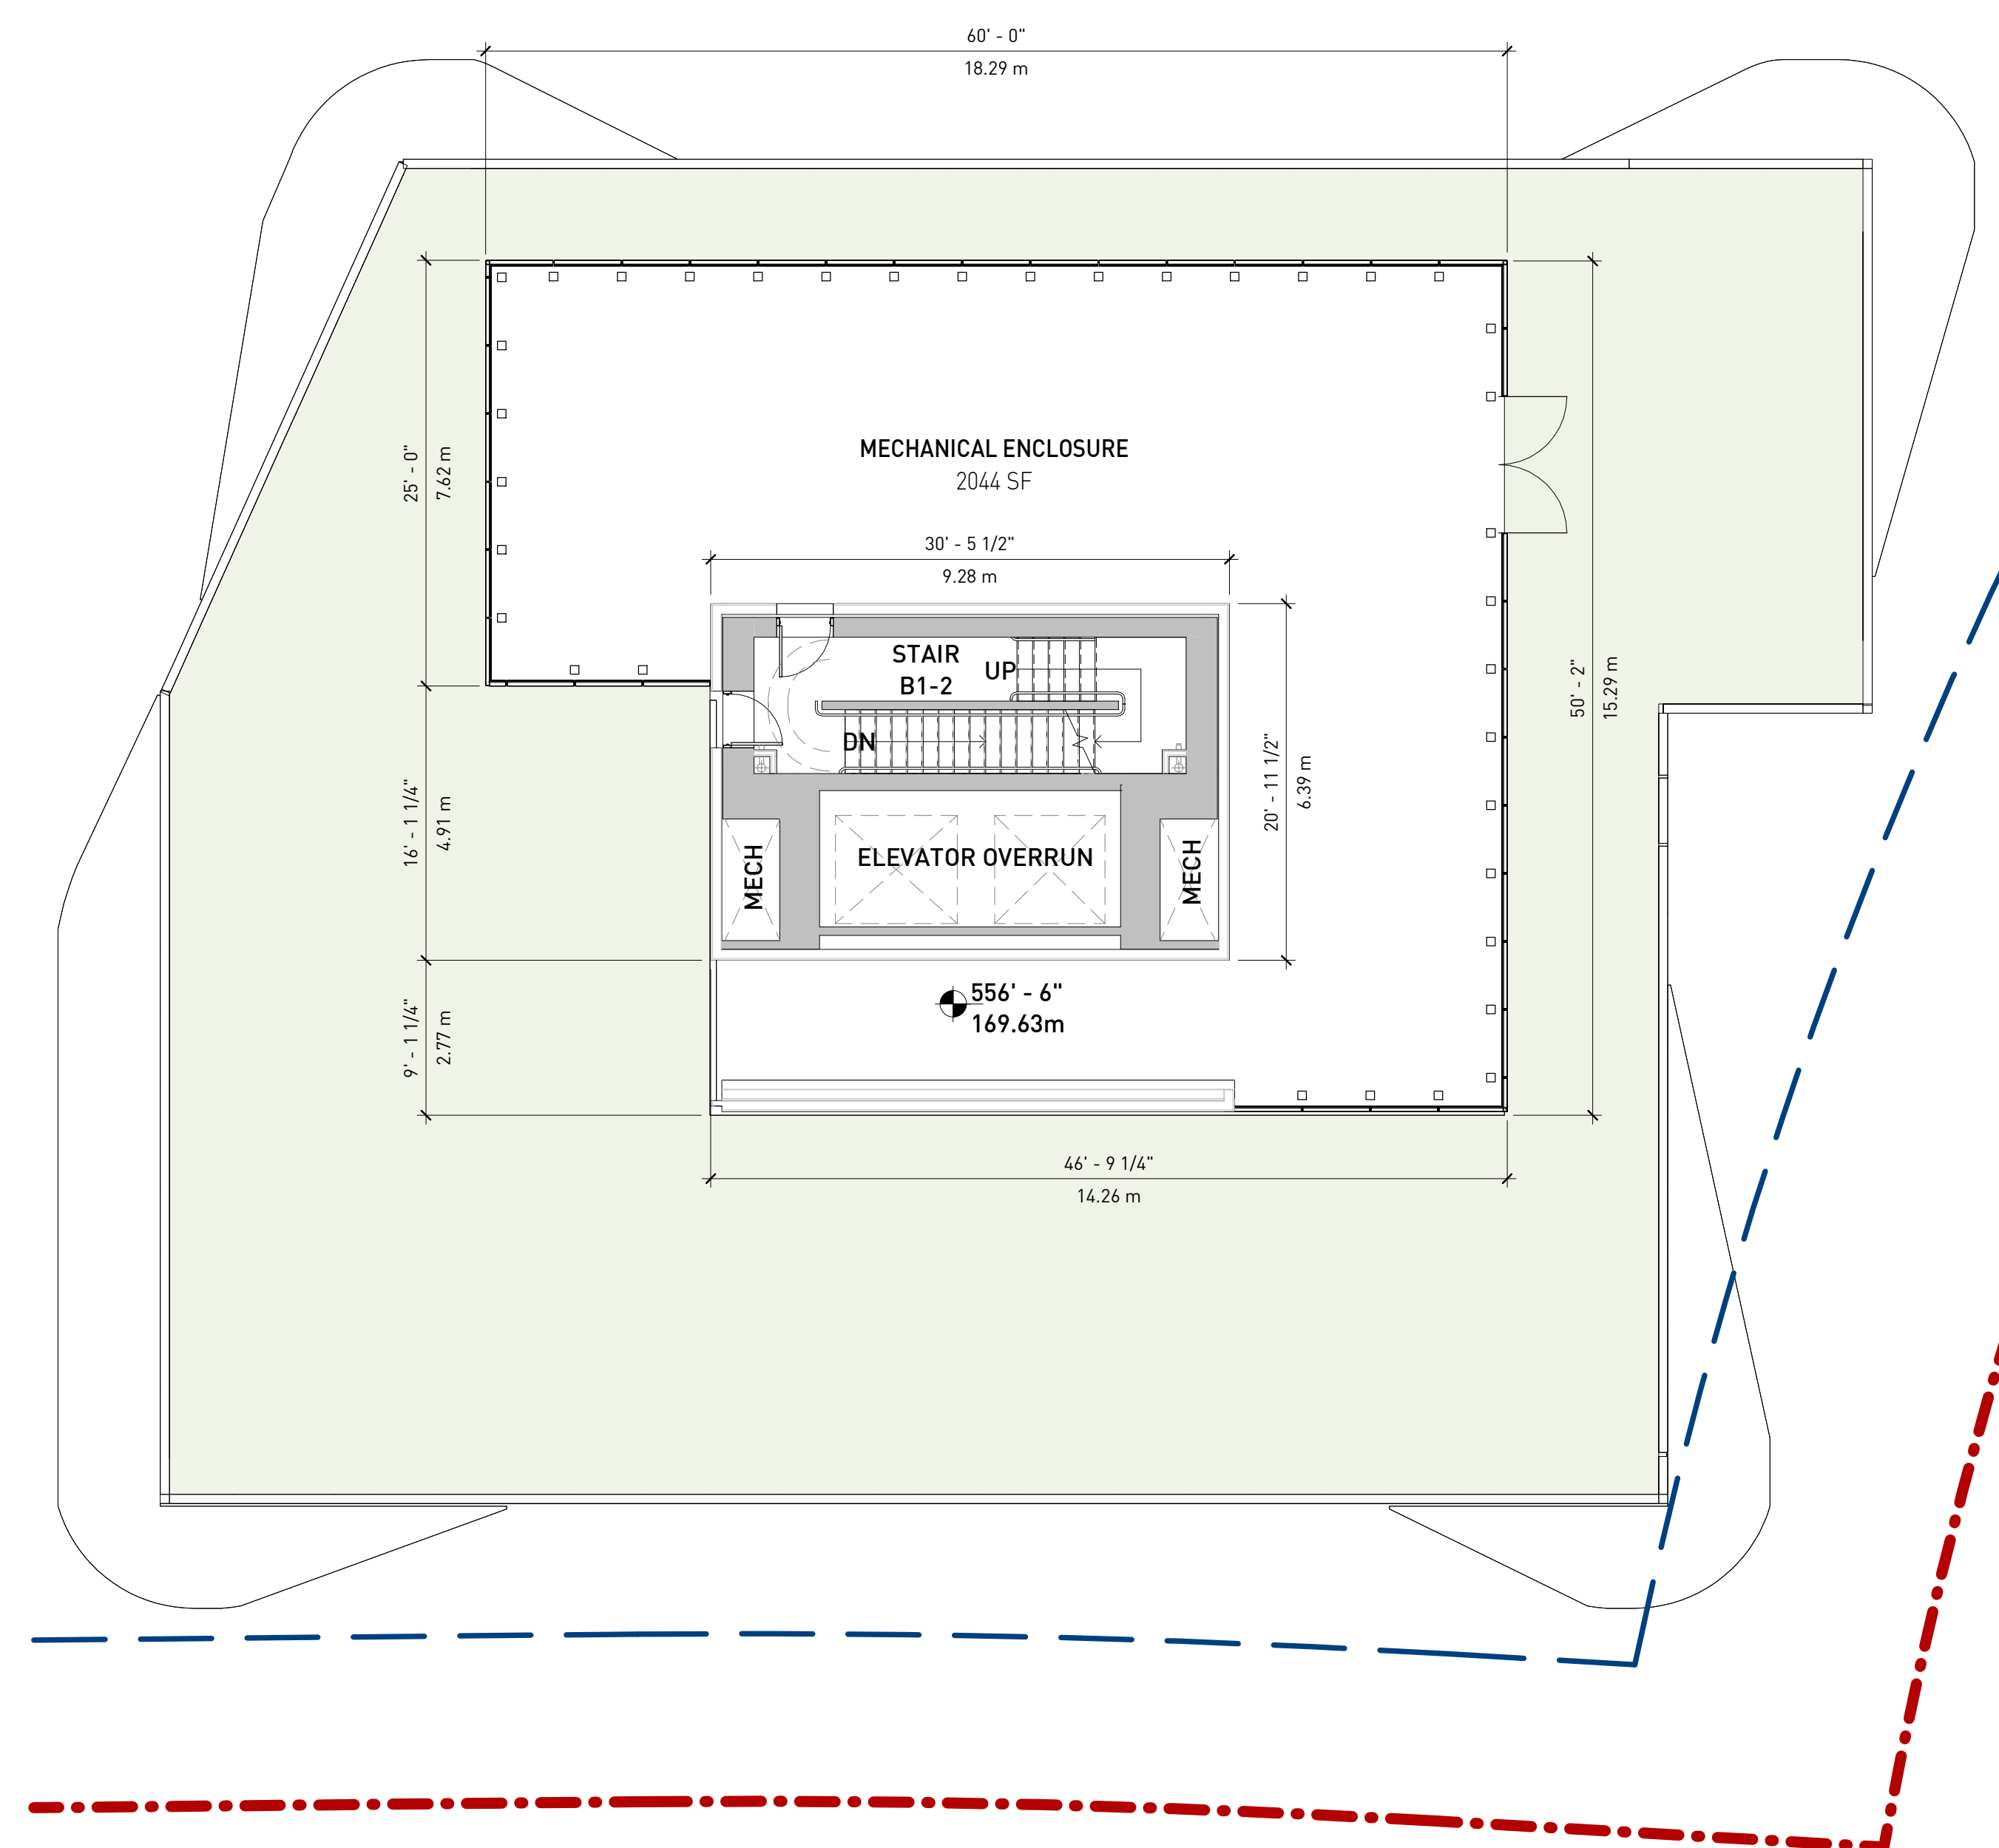 60' - 0"
18.29 m
MECHANICAL ENCLOSURE
2044 SF
25' - 0"
7.62 m
30' - 5 1/2"
9.28 m
STAIR
B1-2
UP
DN
50' - 2"
15.29 m
20' - 11 1/2"
6.39 m
16' - 1 1/4"
4.91 m
MECH
ELEVATOR OVERRUN
MECH
9' - 1 1/4"
2.77 m
556' - 6"
169.63m
46' - 9 1/4"
14.26 m